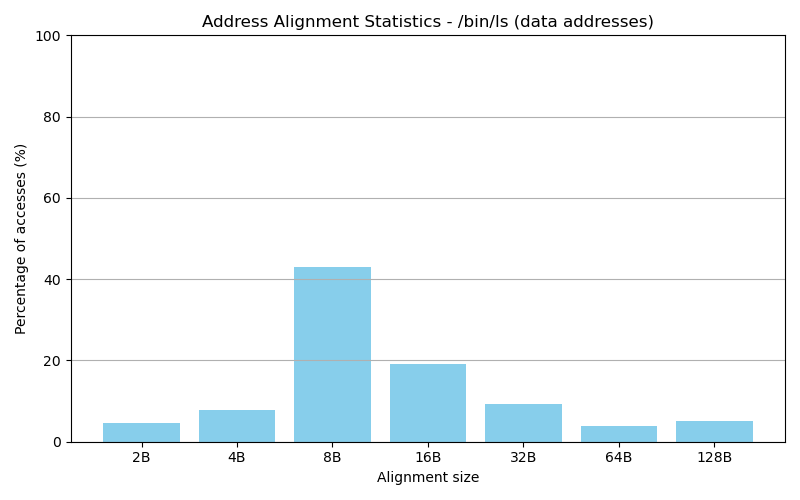 Address Alignment Statistics - /bin/ls (data addresses)
100
80
60
40
20
0
Percentage of accesses (%)
2B 4B 8B 16B 32B 64B 128B
Alignment size